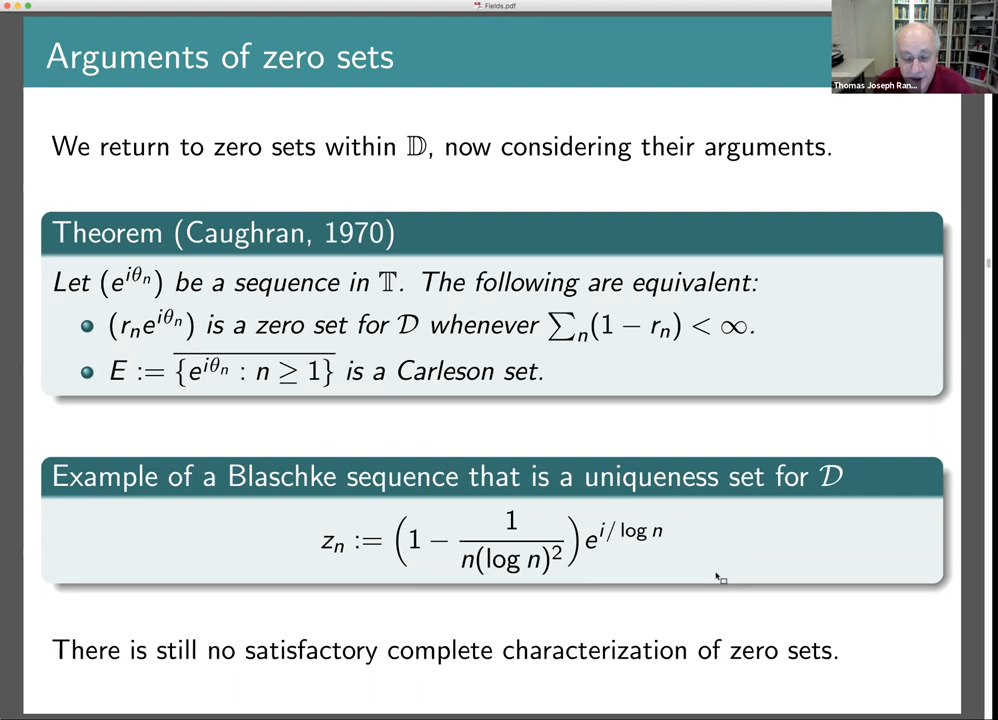 Fields.pdf
Arguments of zero sets
Thomas Joseph Ran...
We return to zero sets within 𝔻, now considering their arguments.
Theorem (Caughran, 1970)
Let (e^{iθ_n}) be a sequence in 𝕋. The following are equivalent:
(r_n e^{iθ_n}) is a zero set for 𝒟 whenever ∑_n(1 − r_n) < ∞.
E := \overline{{e^{iθ_n} : n ≥ 1}} is a Carleson set.
Example of a Blaschke sequence that is a uniqueness set for 𝒟
z_n := (1 − \frac{1}{n(log n)^2}) e^{i/ log n}
There is still no satisfactory complete characterization of zero sets.